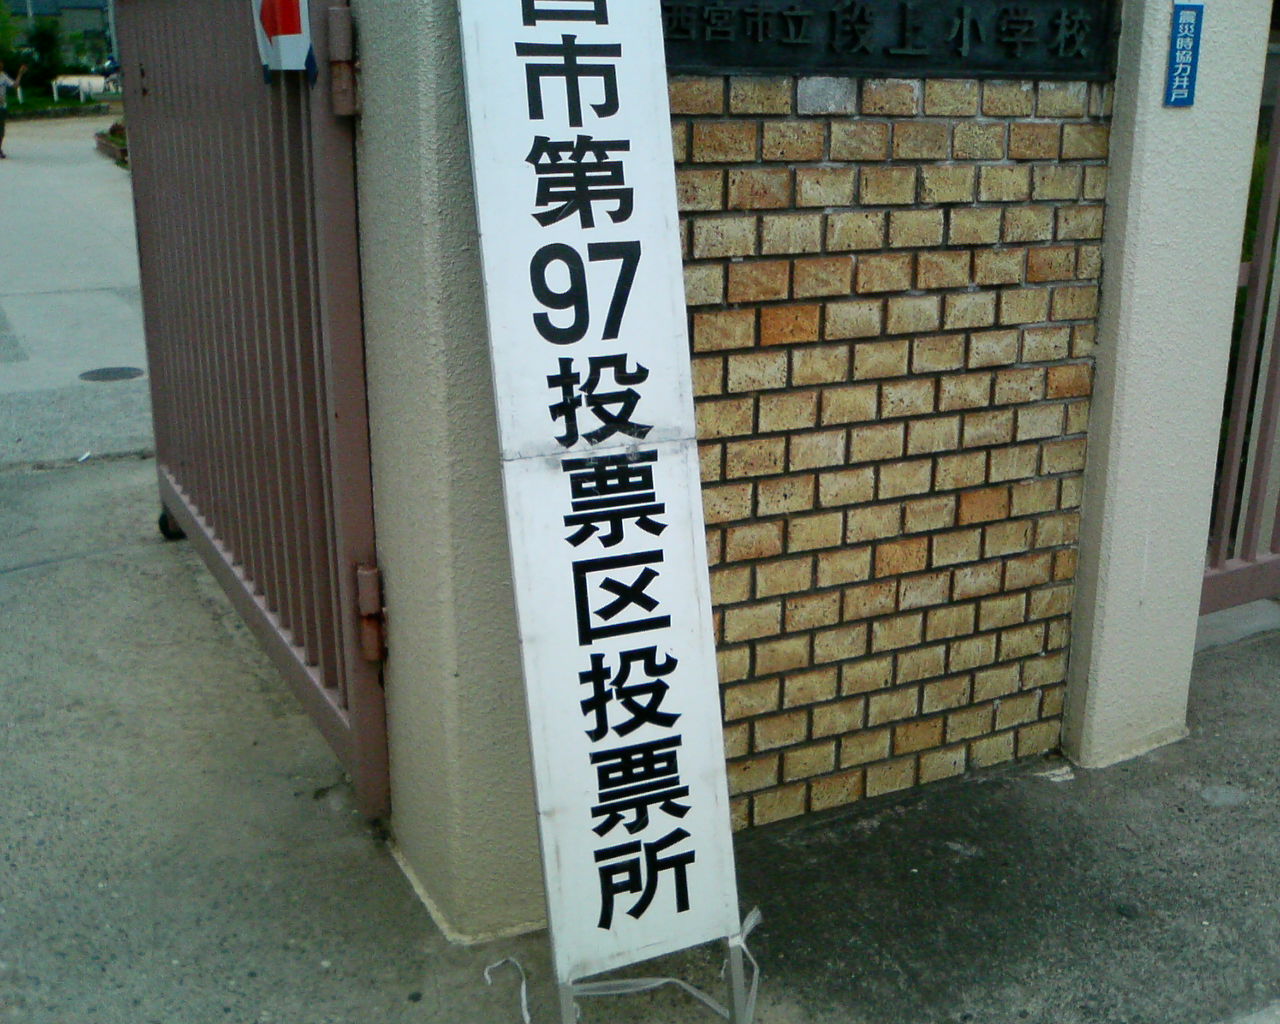 宮市第97投票区投票所
西宮市立段上小学校
震災時協力井戸